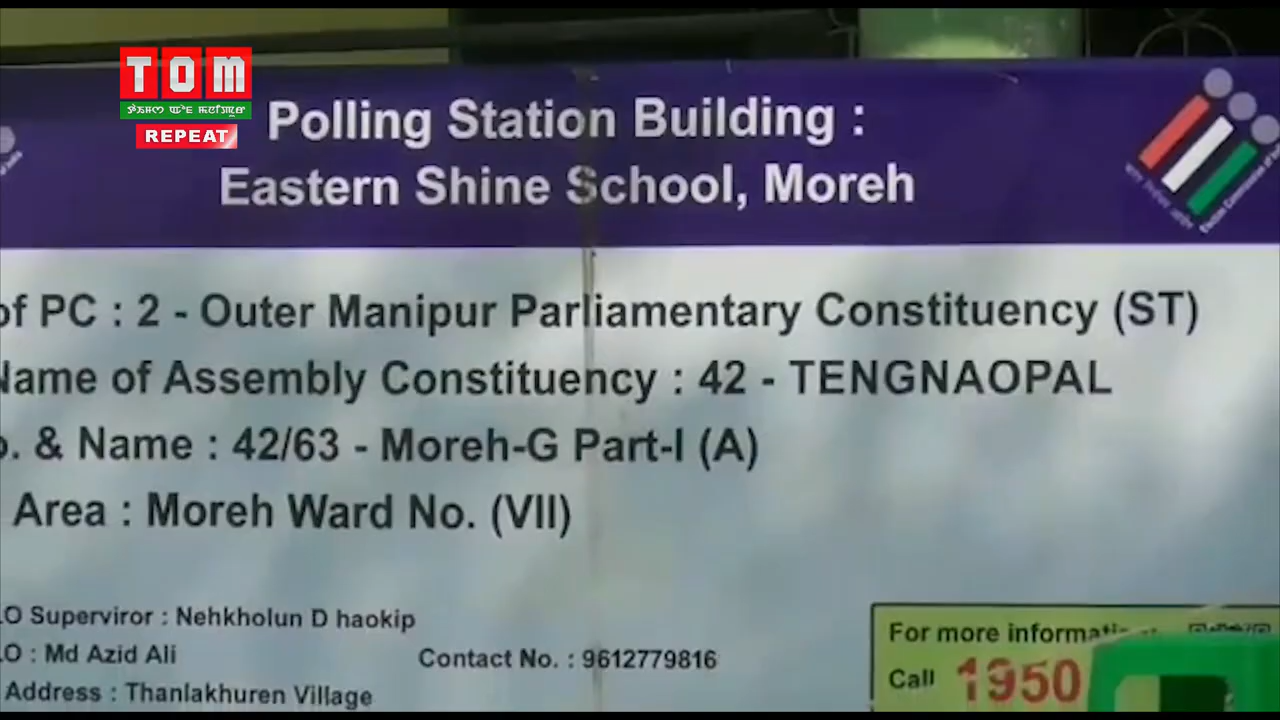 TOM
REPEAT
Polling Station Building :
Eastern Shine School, Moreh
of PC : 2 - Outer Manipur Parliamentary Constituency (ST)
Name of Assembly Constituency : 42 - TENGNAOPAL
. & Name : 42/63 - Moreh-G Part-I (A)
Area : Moreh Ward No. (VII)
LO Superviror : Nehkholun D haokip
LO : Md Azid Ali
Contact No. : 9612779816
Address : Thanlakhuren Village
For more informati
Call 1950